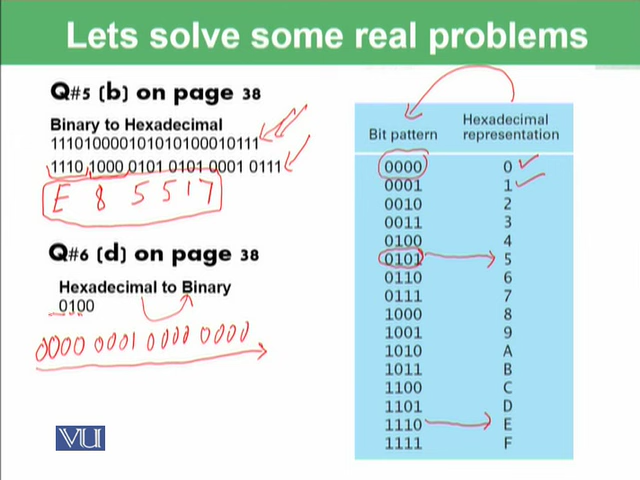 Lets solve some real problems
Q#5 (b) on page 38
Binary to Hexadecimal
111010000101010100010111
1110 1000 0101 0101 0001 0111
E 8 5 5 1 7
Q#6 (d) on page 38
Hexadecimal to Binary
0100
0000 0001 0000 0000
VU
Bit pattern Hexadecimal representation
0000 0
0001 1
0010 2
0011 3
0100 4
0101 5
0110 6
0111 7
1000 8
1001 9
1010 A
1011 B
1100 C
1101 D
1110 E
1111 F